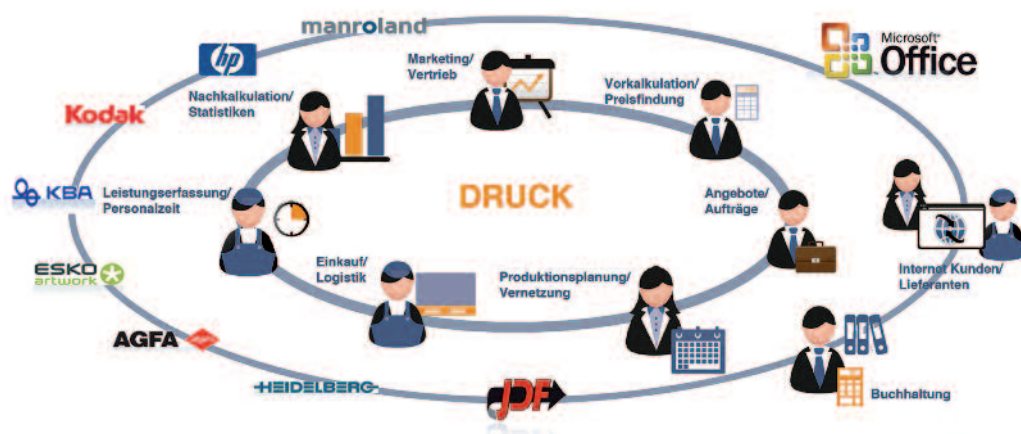 manroland
hp
Kodak
KBA
ESKO
artwork
AGFA
HEIDELBERG
JDF
Microsoft
Office
Marketing/
Vertrieb
Vorkalkulation/
Preisfindung
Nachkalkulation/
Statistiken
Leistungserfassung/
Personalzeit
DRUCK
Angebote/
Aufträge
Einkauf/
Logistik
Produktionsplanung/
Vernetzung
Internet Kunden/
Lieferanten
Buchhaltung